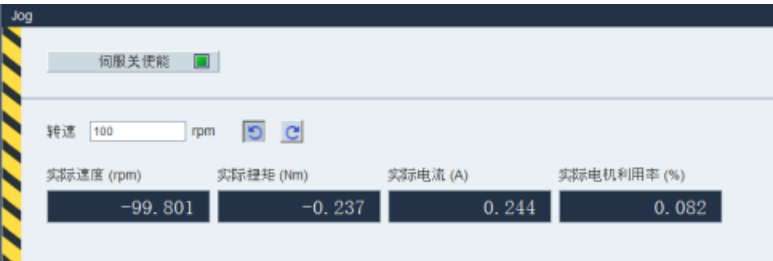 Jog
伺服关使能
转速 100 rpm
实际速度 (rpm) 实际扭矩 (Nm) 实际电流 (A) 实际电机利用率 (%)
-99.801 -0.237 0.244 0.082